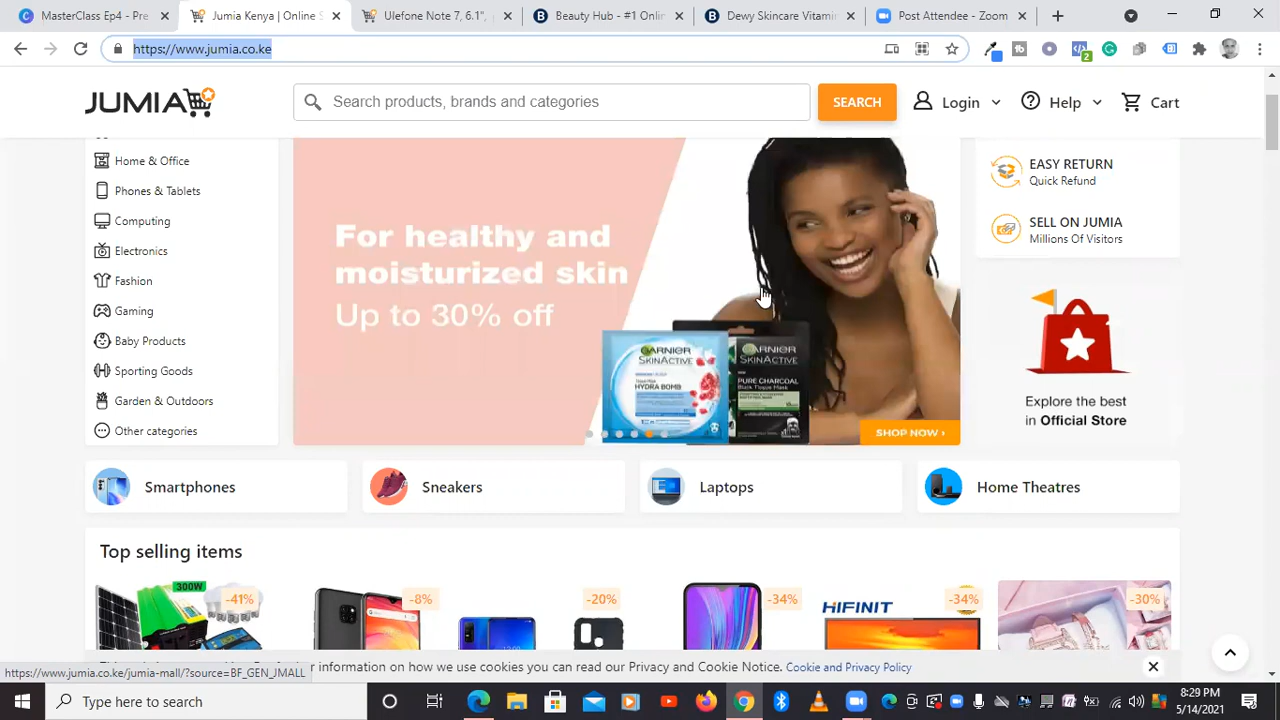 MasterClass Ep4 - Pre
Jumia Kenya | Online S
Ulefone Note 7, 6.1",
Beauty Hub - #1 Onlin
Dewy Skincare Vitamin
Post Attendee - Zoom
https://www.jumia.co.ke
2
JUMIA
Search products, brands and categories
SEARCH
Login
Help
Cart
Home & Office
Phones & Tablets
Computing
Electronics
Fashion
Gaming
Baby Products
Sporting Goods
Garden & Outdoors
Other categories
For healthy and
moisturized skin
Up to 30% off
GARNIER
SKINACTIVE
HYDRA BOMB
GARNIER
SKINACTIVE
PURE CHARCOAL
SHOP NOW ›
EASY RETURN
Quick Refund
SELL ON JUMIA
Millions Of Visitors
Explore the best
in Official Store
Smartphones
Sneakers
Laptops
Home Theatres
Top selling items
300W
-41%
-8%
-20%
-34%
HIFINIT
-34%
-30%
r information on how we use cookies you can read our Privacy and Cookie Notice. Cookie and Privacy Policy
https://www.jumia.co.ke/jumia-mall/?source=BF_GEN_JMALL
Type here to search
8:29 PM
5/14/2021